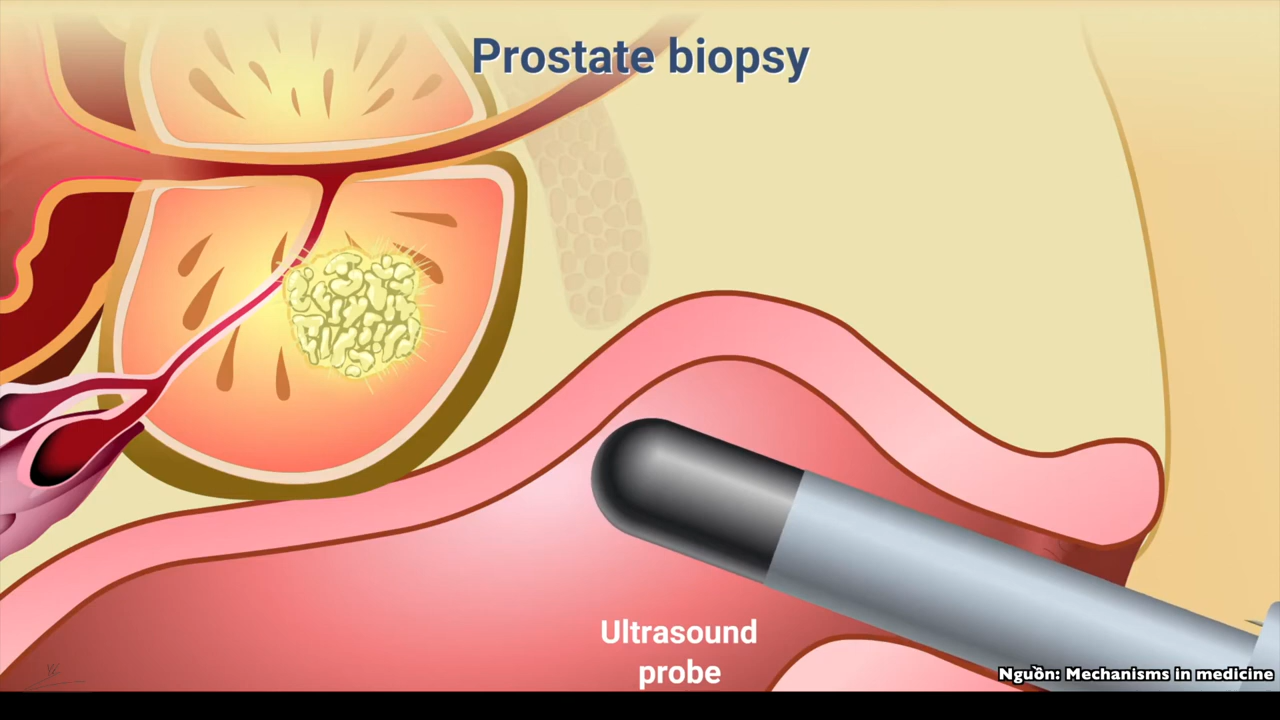 Prostate biopsy
Ultrasound
probe
Nguồn: Mechanisms in medicine